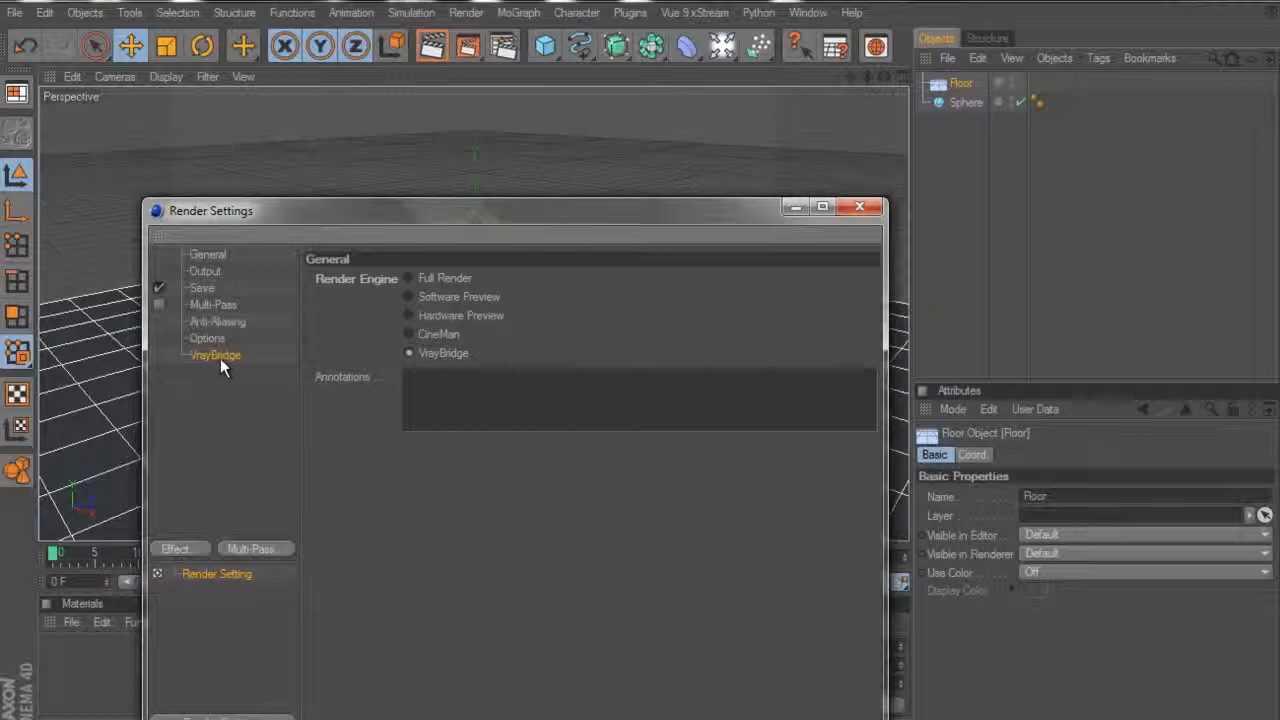 File Edit Objects Tools Selection Structure Functions Animation Simulation Render MoGraph Character Plugins Vue 9.xStream Python Window Help
Objects Structure
File Edit View Objects Tags Bookmarks
Edit Cameras Display Filter View
Perspective
Floor
Sphere
Render Settings
General
Output
Save
Multi-Pass
Anti-Aliasing
Options
VrayBridge
General
Render Engine Full Render
Software Preview
Hardware Preview
CineMan
VrayBridge
Annotations ...
Effect... Multi-Pass...
Render Setting
0 5
0 F
Materials
File Edit
AXON
NEMA 4D
Attributes
Mode Edit User Data
Floor Object [Floor]
Basic Coord.
Basic Properties
Name Floor
Layer
Visible in Editor Default
Visible in Renderer Default
Use Color Off
Display Color